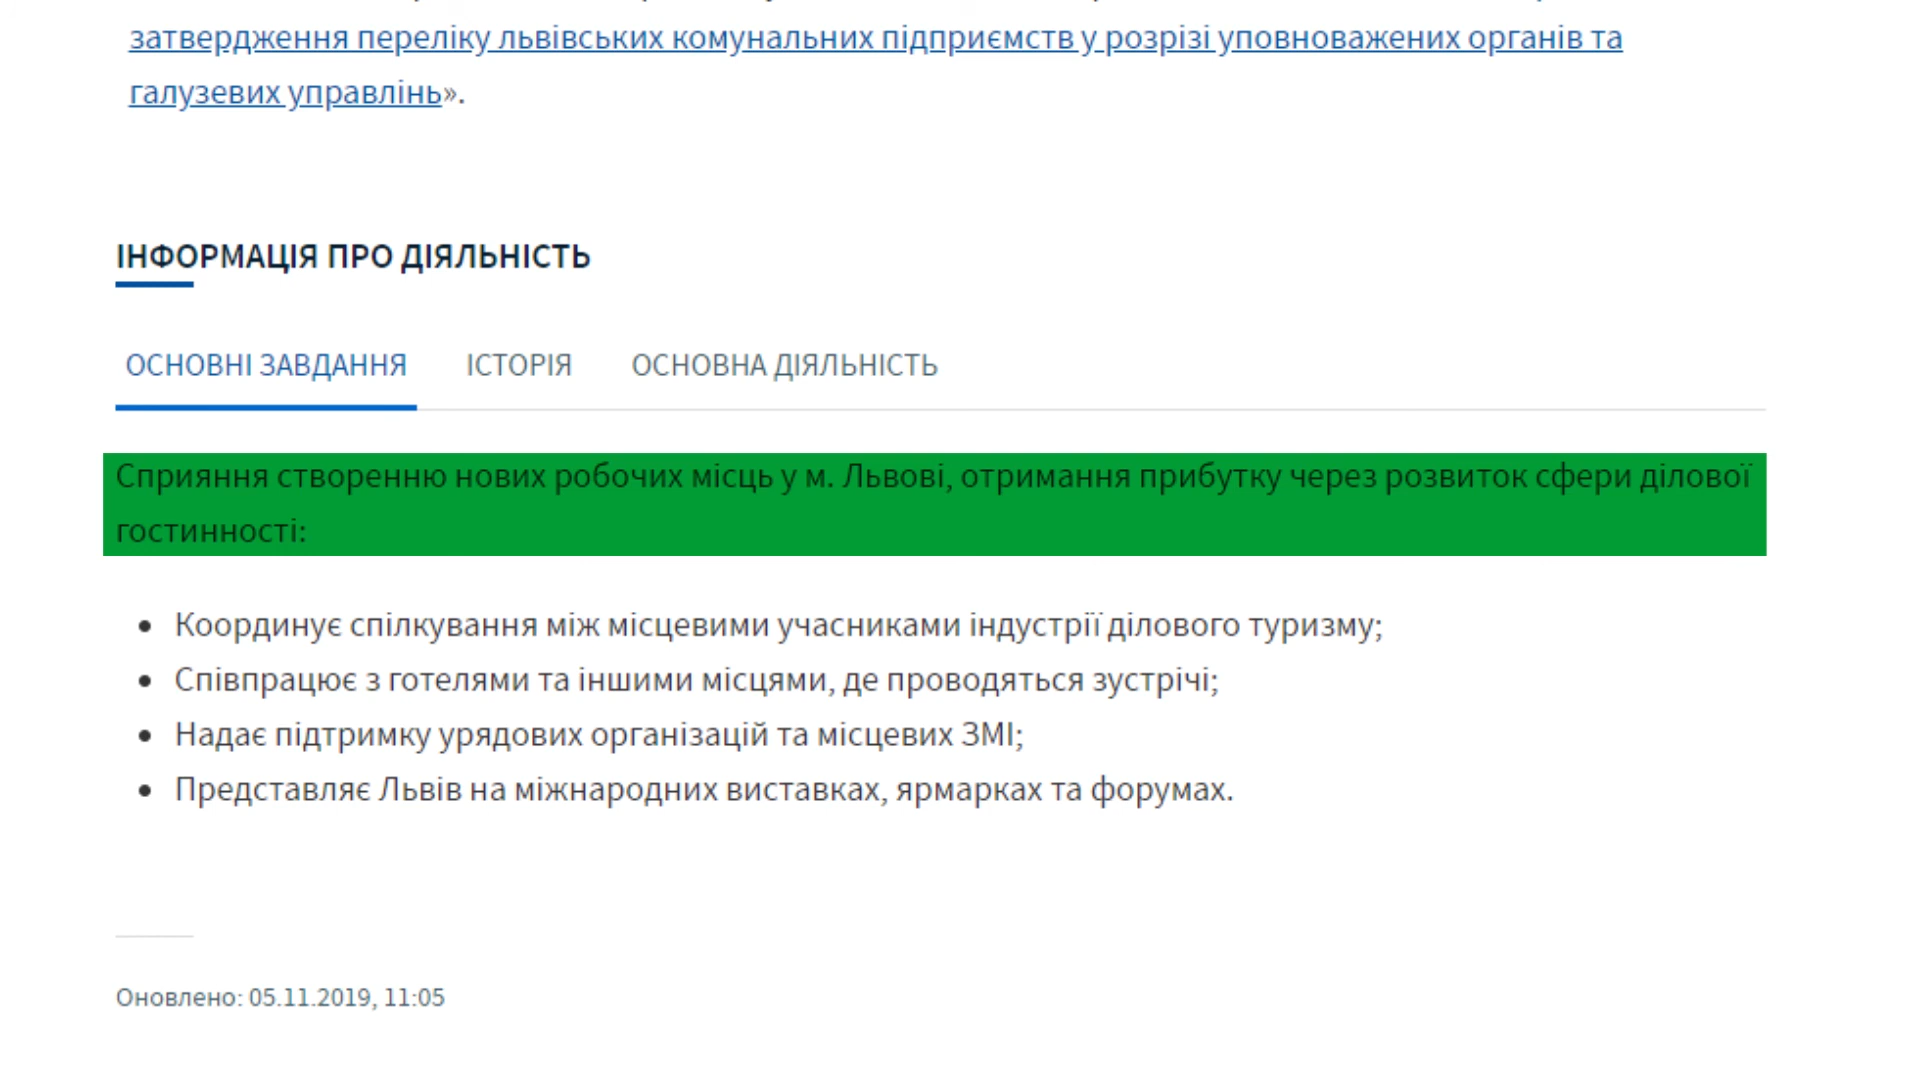 затвердження переліку львівських комунальних підприємств у розрізі уповноважених органів та
галузевих управлінь».
ІНФОРМАЦІЯ ПРО ДІЯЛЬНІСТЬ
ОСНОВНІ ЗАВДАННЯ ІСТОРІЯ ОСНОВНА ДІЯЛЬНІСТЬ
Сприяння створенню нових робочих місць у м. Львові, отримання прибутку через розвиток сфери ділової
гостинності:
• Координує спілкування між місцевими учасниками індустрії ділового туризму;
• Співпрацює з готелями та іншими місцями, де проводяться зустрічі;
• Надає підтримку урядових організацій та місцевих ЗМІ;
• Представляє Львів на міжнародних виставках, ярмарках та форумах.
Оновлено: 05.11.2019, 11:05